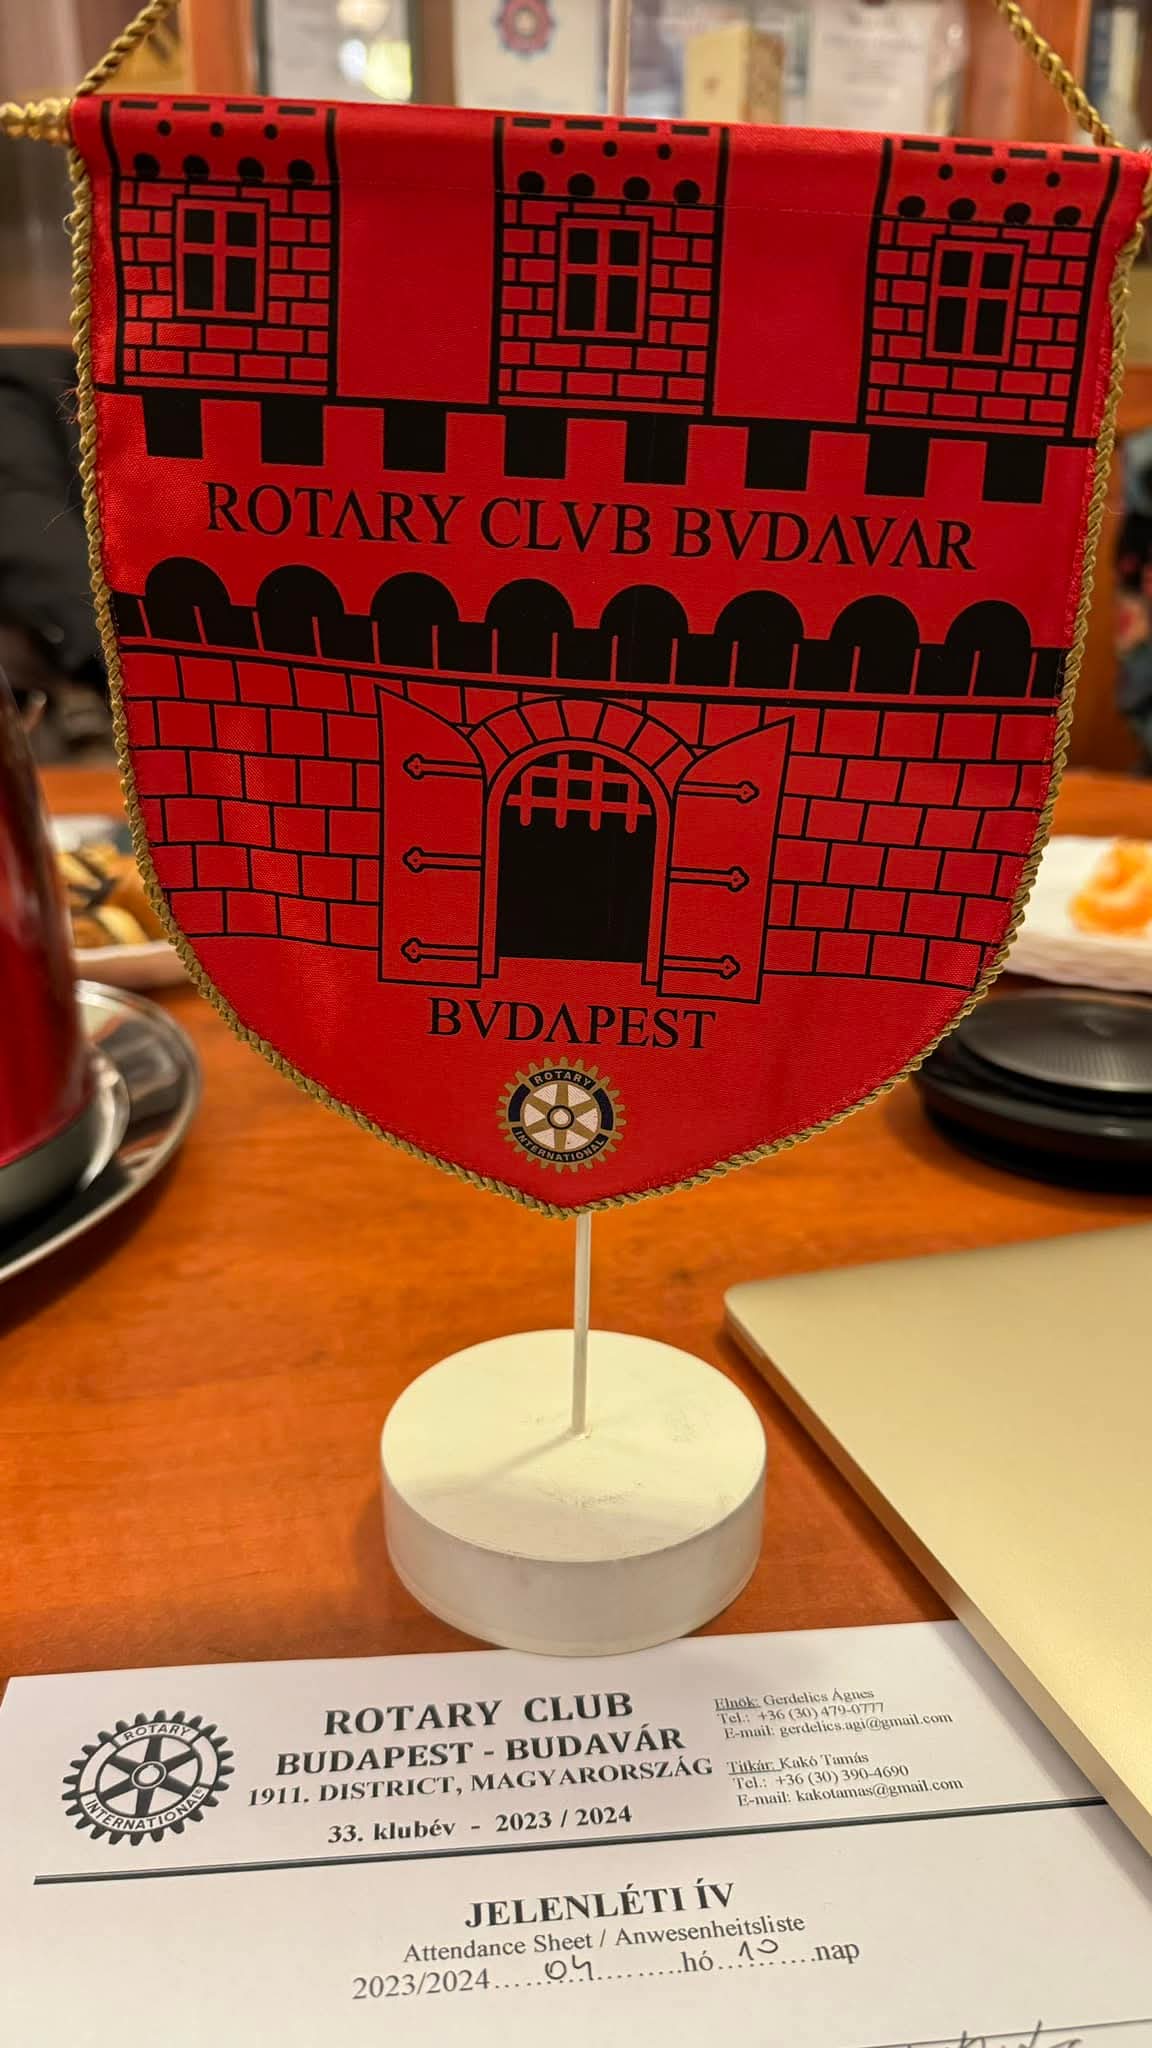 ROTARY CLVB BVDAVAR
BVDAPEST
ROTARY
INTERNATIONAL
ROTARY
INTERNATIONAL
ROTARY CLUB
BUDAPEST - BUDAVÁR
1911. DISTRICT, MAGYARORSZÁG
33. klubév - 2023 / 2024
Elnök: Gerdelics Ágnes
Tel.: +36 (30) 479-0777
E-mail: gerdelics.agi@gmail.com
Titkár: Kakó Tamás
Tel.: +36 (30) 390-4690
E-mail: kakotamas@gmail.com
JELENLÉTI ÍV
Attendance Sheet / Anwesenheitsliste
2023/2024......04.........hó...10......nap